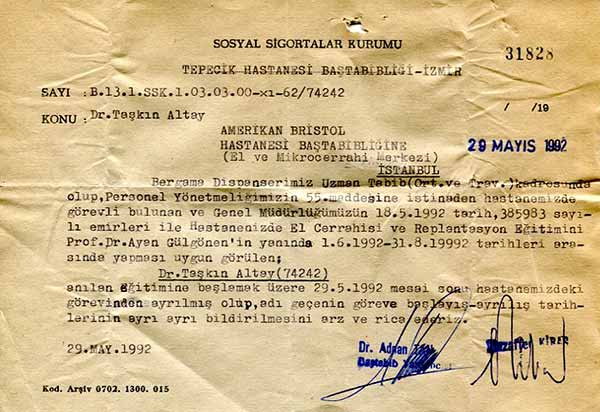 SOSYAL SİGORTALAR KURUMU
31828
TEPECİK HASTANESİ BAŞTABİBLİĞİ-İZMİR
SAYI : B.13.1.SSK.1.03.03.00-xı-62/74242
/ /19
KONU : Dr.Taşkın Altay
AMERİKAN BRİSTOL
HASTANESİ BAŞTABİBLİĞİNE
29 MAYIS 1992
(El ve Mikrocerrahi Merkezi)
İSTANBUL
Bergama Dispanserimiz Uzman Tabib(Ort.ve Trav.)kadrosunda
olup,Personel Yönetmeliğimizin 55.maddesine istinaden hastanemizde
görevli bulunan ve Genel Müdürlüğümüzün 18.5.1992 tarih,385983 sayı-
lı emirleri ile Hastanenizde El Cerrahisi ve Replantasyon Eğitimini
Prof.Dr.Ayan Gülgönen'in yanında 1.6.1992-31.8.19992 tarihleri ara-
sında yapması uygun görülen;
Dr.Taşkın Altay(74242)
anılan Eğitimine başlamak üzere 29.5.1992 mesai sonu hastanemizdeki
görevinden ayrılmış olup,adı geçenin göreve başlayış-ayrılış tarih-
lerinin ayrı ayrı bildirilmesini arz ve rica ederiz.
29.MAY.1992
Dr. Adnan
KİRER
Baştabib
Kod. Arşiv 0702. 1300. 015